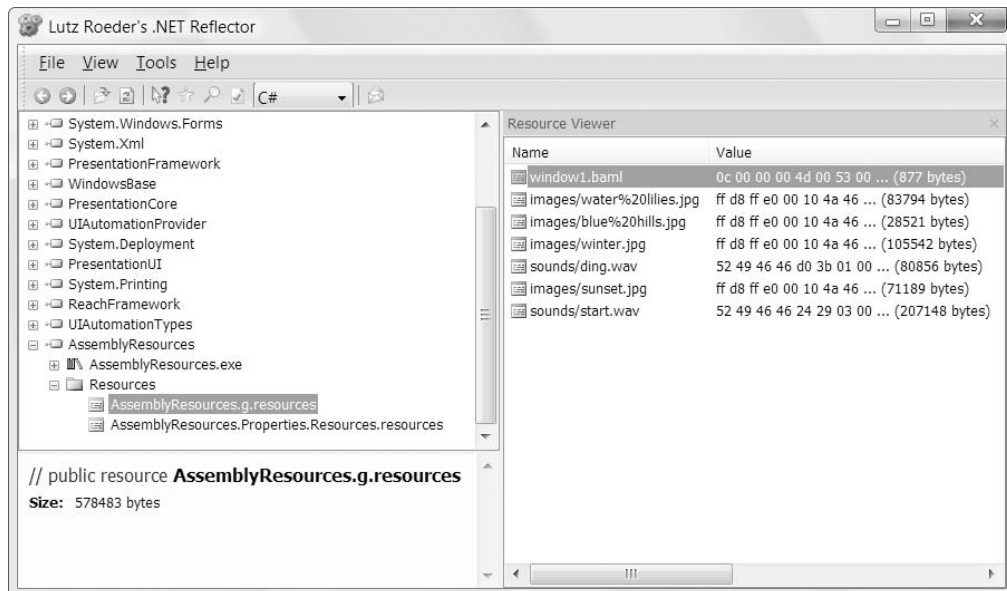 Lutz Roeder's .NET Reflector
File View Tools Help
C#
System.Windows.Forms
System.Xml
PresentationFramework
WindowsBase
PresentationCore
UIAutomationProvider
System.Deployment
PresentationUI
System.Printing
ReachFramework
UIAutomationTypes
AssemblyResources
AssemblyResources.exe
Resources
AssemblyResources.g.resources
AssemblyResources.Properties.Resources.resources
// public resource AssemblyResources.g.resources
Size: 578483 bytes
Resource Viewer
Name Value
window1.baml 0c 00 00 00 4d 00 53 00 ... (877 bytes)
images/water%20lilies.jpg ff d8 ff e0 00 10 4a 46 ... (83794 bytes)
images/blue%20hills.jpg ff d8 ff e0 00 10 4a 46 ... (28521 bytes)
images/winter.jpg ff d8 ff e0 00 10 4a 46 ... (105542 bytes)
sounds/ding.wav 52 49 46 46 d0 3b 01 00 ... (80856 bytes)
images/sunset.jpg ff d8 ff e0 00 10 4a 46 ... (71189 bytes)
sounds/start.wav 52 49 46 46 24 29 03 00 ... (207148 bytes)